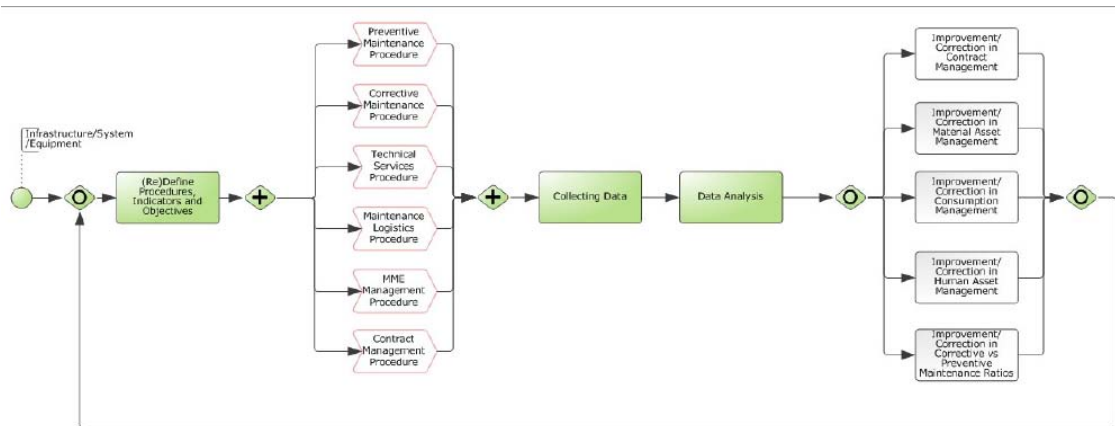 Infrastructure/System
/Equipment
(Re)Define
Procedures,
Indicators and
Objectives
Preventive
Maintenance
Procedure
Corrective
Maintenance
Procedure
Technical
Services
Procedure
Maintenance
Logistics
Procedure
MME
Management
Procedure
Contract
Management
Procedure
Collecting Data
Data Analysis
Improvement/
Correction in
Contract
Management
Improvement/
Correction in
Material Asset
Management
Improvement/
Correction in
Consumption
Management
Improvement/
Correction in
Human Asset
Management
Improvement/
Correction in
Corrective vs
Preventive
Maintenance Ratios